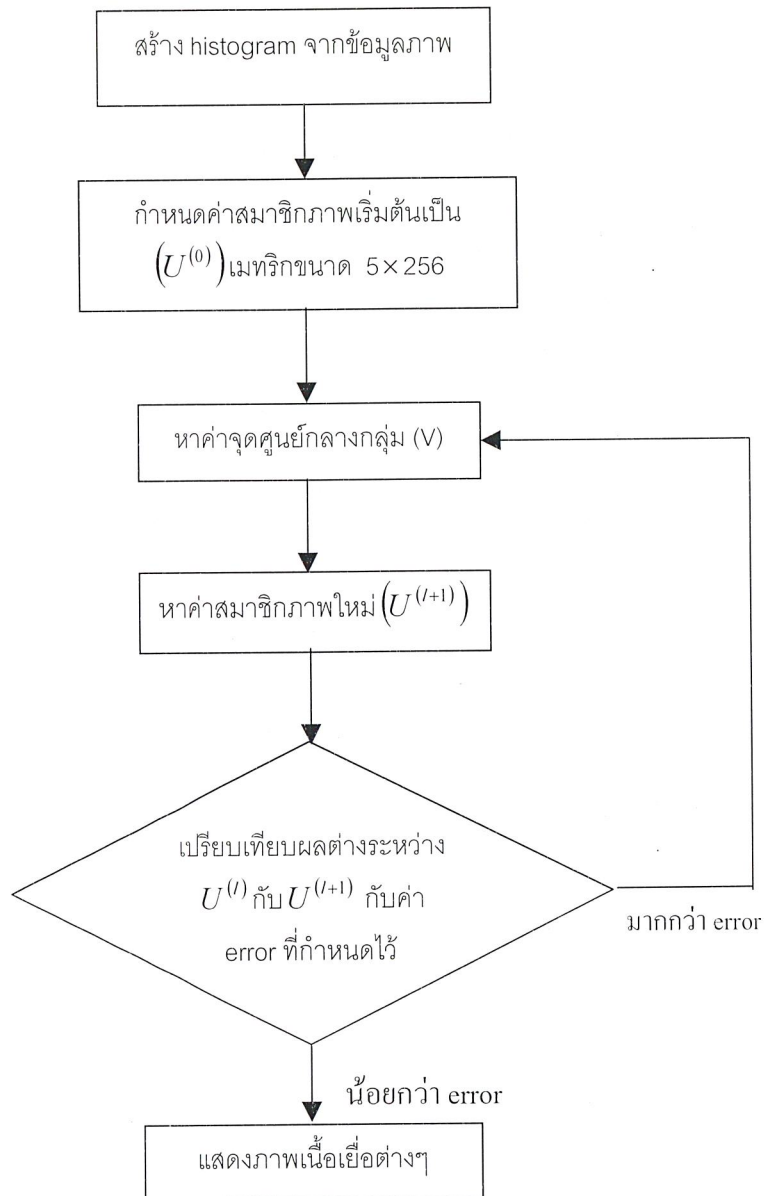 สร้าง histogram จากข้อมูลภาพ
กำหนดค่าสมาชิกภาพเริ่มต้นเป็น
(U^(0)) เมทริกขนาด 5×256
หาค่าจุดศูนย์กลางกลุ่ม (V)
หาค่าสมาชิกภาพใหม่ (U^(l+1))
เปรียบเทียบผลต่างระหว่าง
U^(l) กับ U^(l+1) กับค่า
error ที่กำหนดไว้
มากกว่า error
น้อยกว่า error
แสดงภาพเนื้อเยื่อต่างๆ